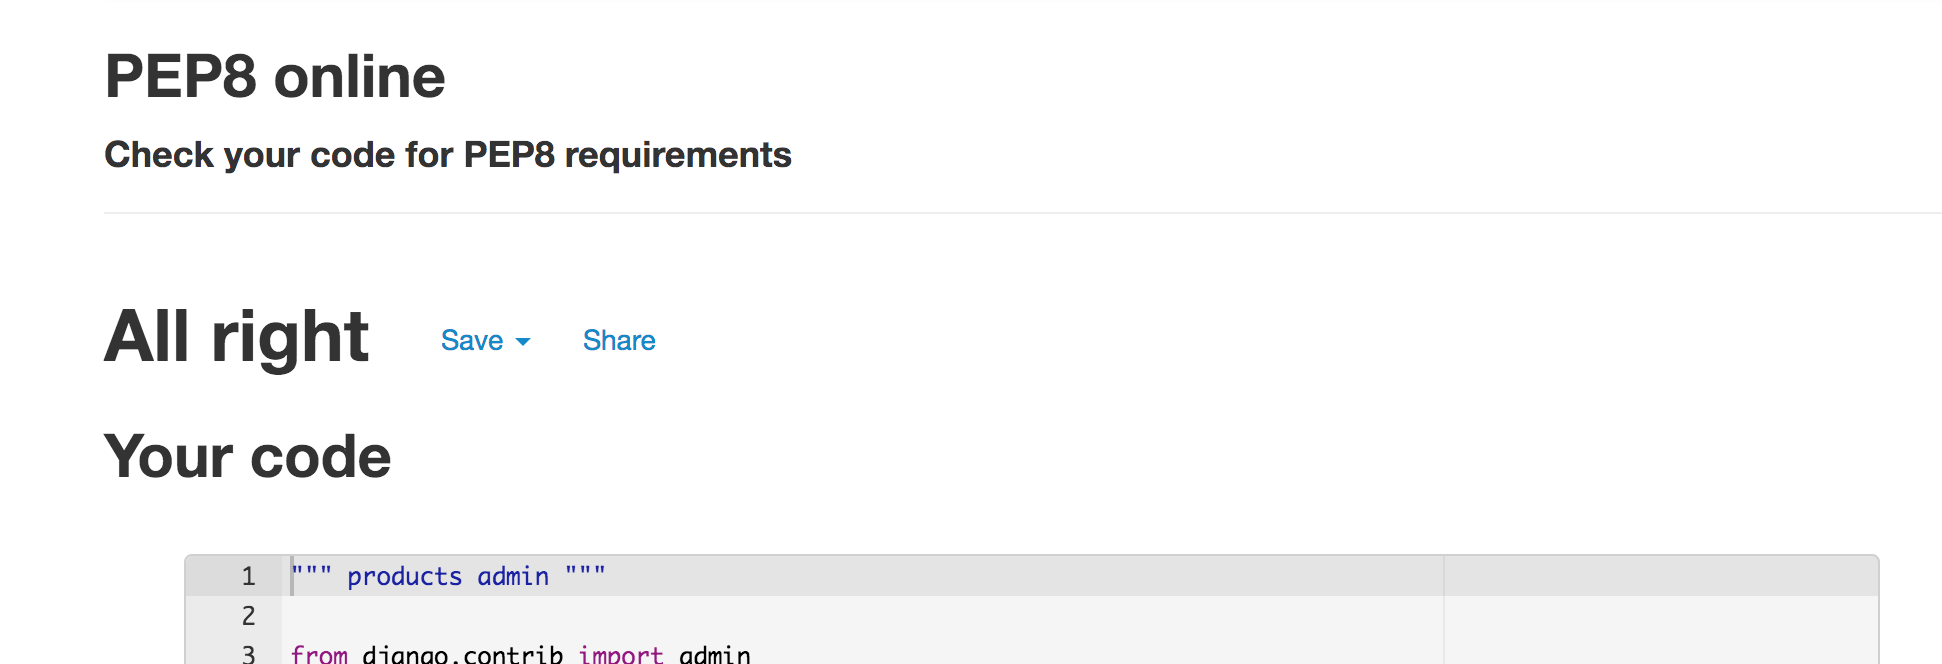 PEP8 online
Check your code for PEP8 requirements
All right Save Share
Your code
1 """ products admin """
2
3 from django.contrib import admin